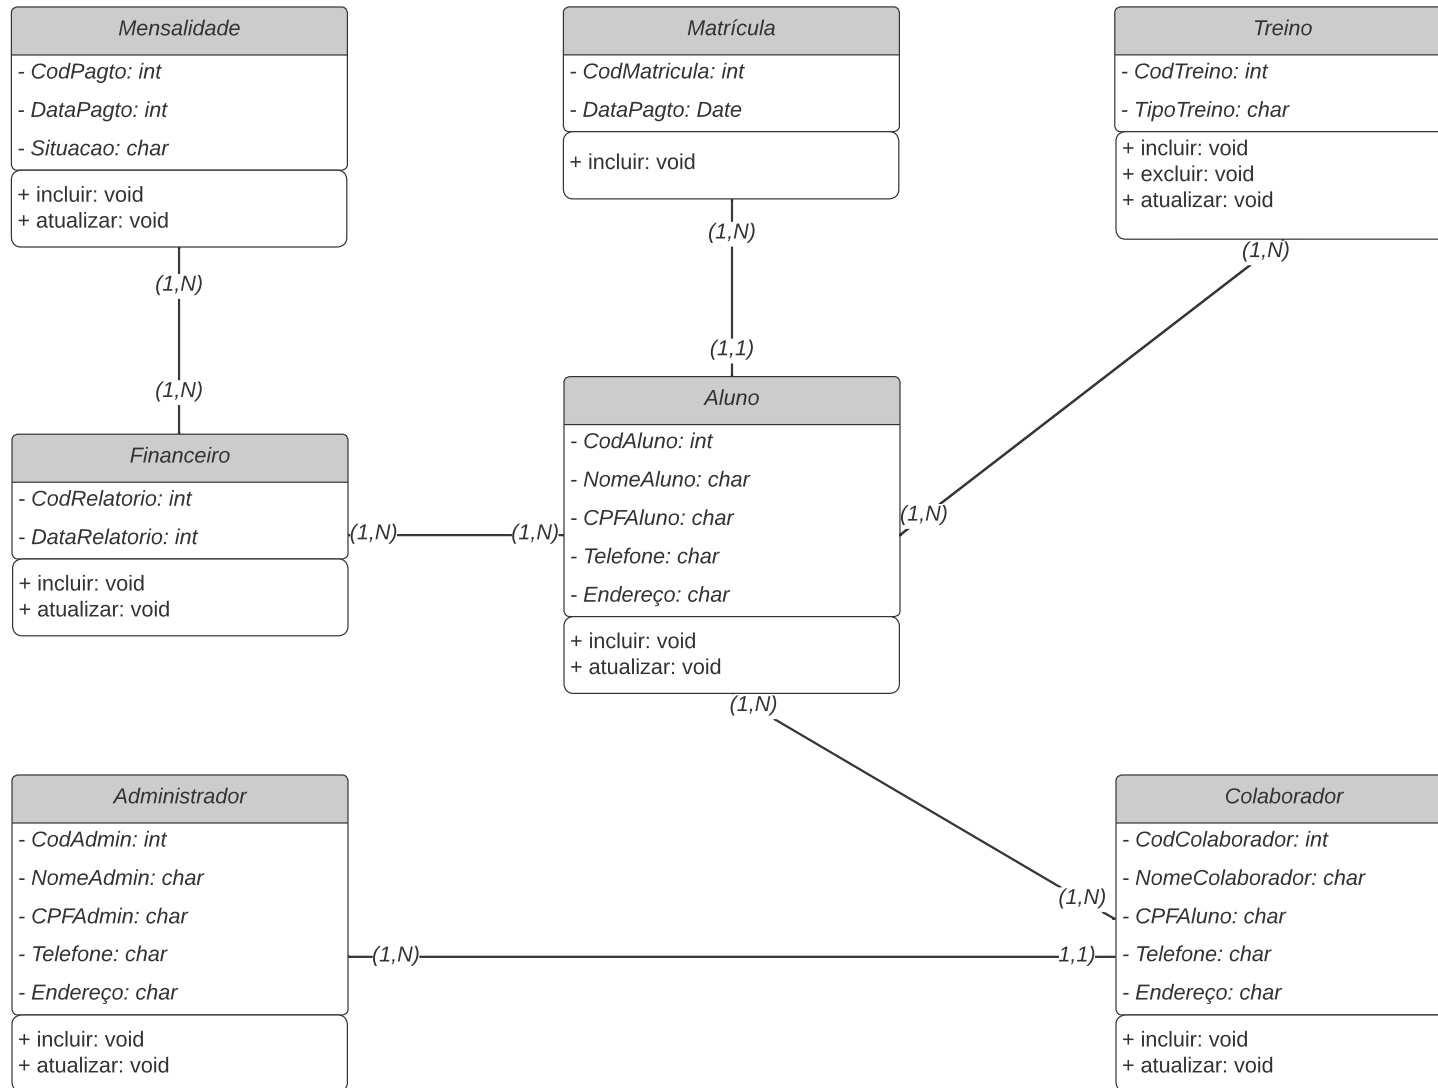 Mensalidade
- CodPagto: int
- DataPagto: int
- Situacao: char
+ incluir: void
+ atualizar: void
Matrícula
- CodMatricula: int
- DataPagto: Date
+ incluir: void
Treino
- CodTreino: int
- TipoTreino: char
+ incluir: void
+ excluir: void
+ atualizar: void
(1,N)
(1,N)
(1,N)
(1,1)
(1,N)
(1,N)
Financeiro
- CodRelatorio: int
- DataRelatorio: int
+ incluir: void
+ atualizar: void
(1,N)
(1,N)
Aluno
- CodAluno: int
- NomeAluno: char
- CPFAluno: char
- Telefone: char
- Endereço: char
+ incluir: void
+ atualizar: void
(1,N)
(1,N)
Administrador
- CodAdmin: int
- NomeAdmin: char
- CPFAdmin: char
- Telefone: char
- Endereço: char
+ incluir: void
+ atualizar: void
(1,N)
1,1)
Colaborador
- CodColaborador: int
- NomeColaborador: char
- CPFAluno: char
- Telefone: char
- Endereço: char
+ incluir: void
+ atualizar: void